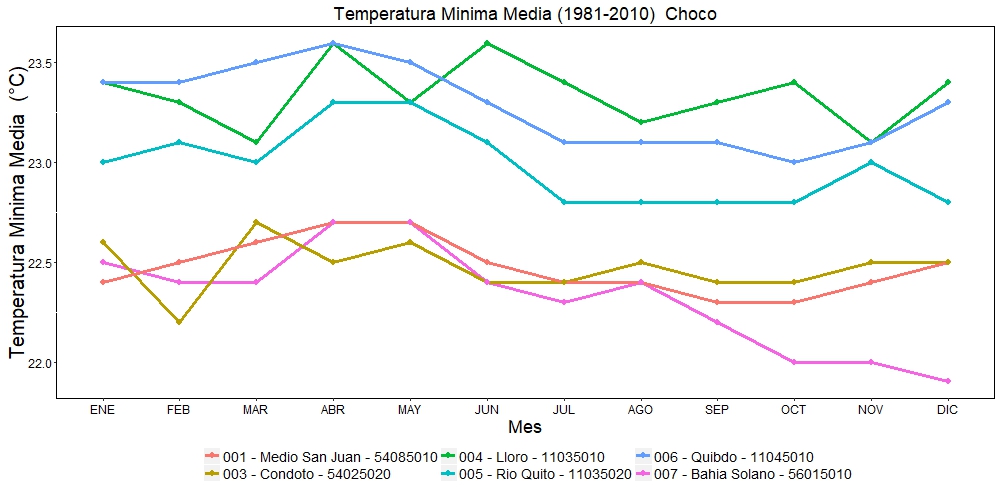 Temperatura Minima Media (1981-2010)  Choco
Temperatura Minima Media  (°C)
23.5
23.0
22.5
22.0
ENE FEB MAR ABR MAY JUN JUL AGO SEP OCT NOV DIC
Mes
001 - Medio San Juan - 54085010 004 - Lloro - 11035010 006 - Quibdo - 11045010
003 - Condoto - 54025020 005 - Rio Quito - 11035020 007 - Bahia Solano - 56015010